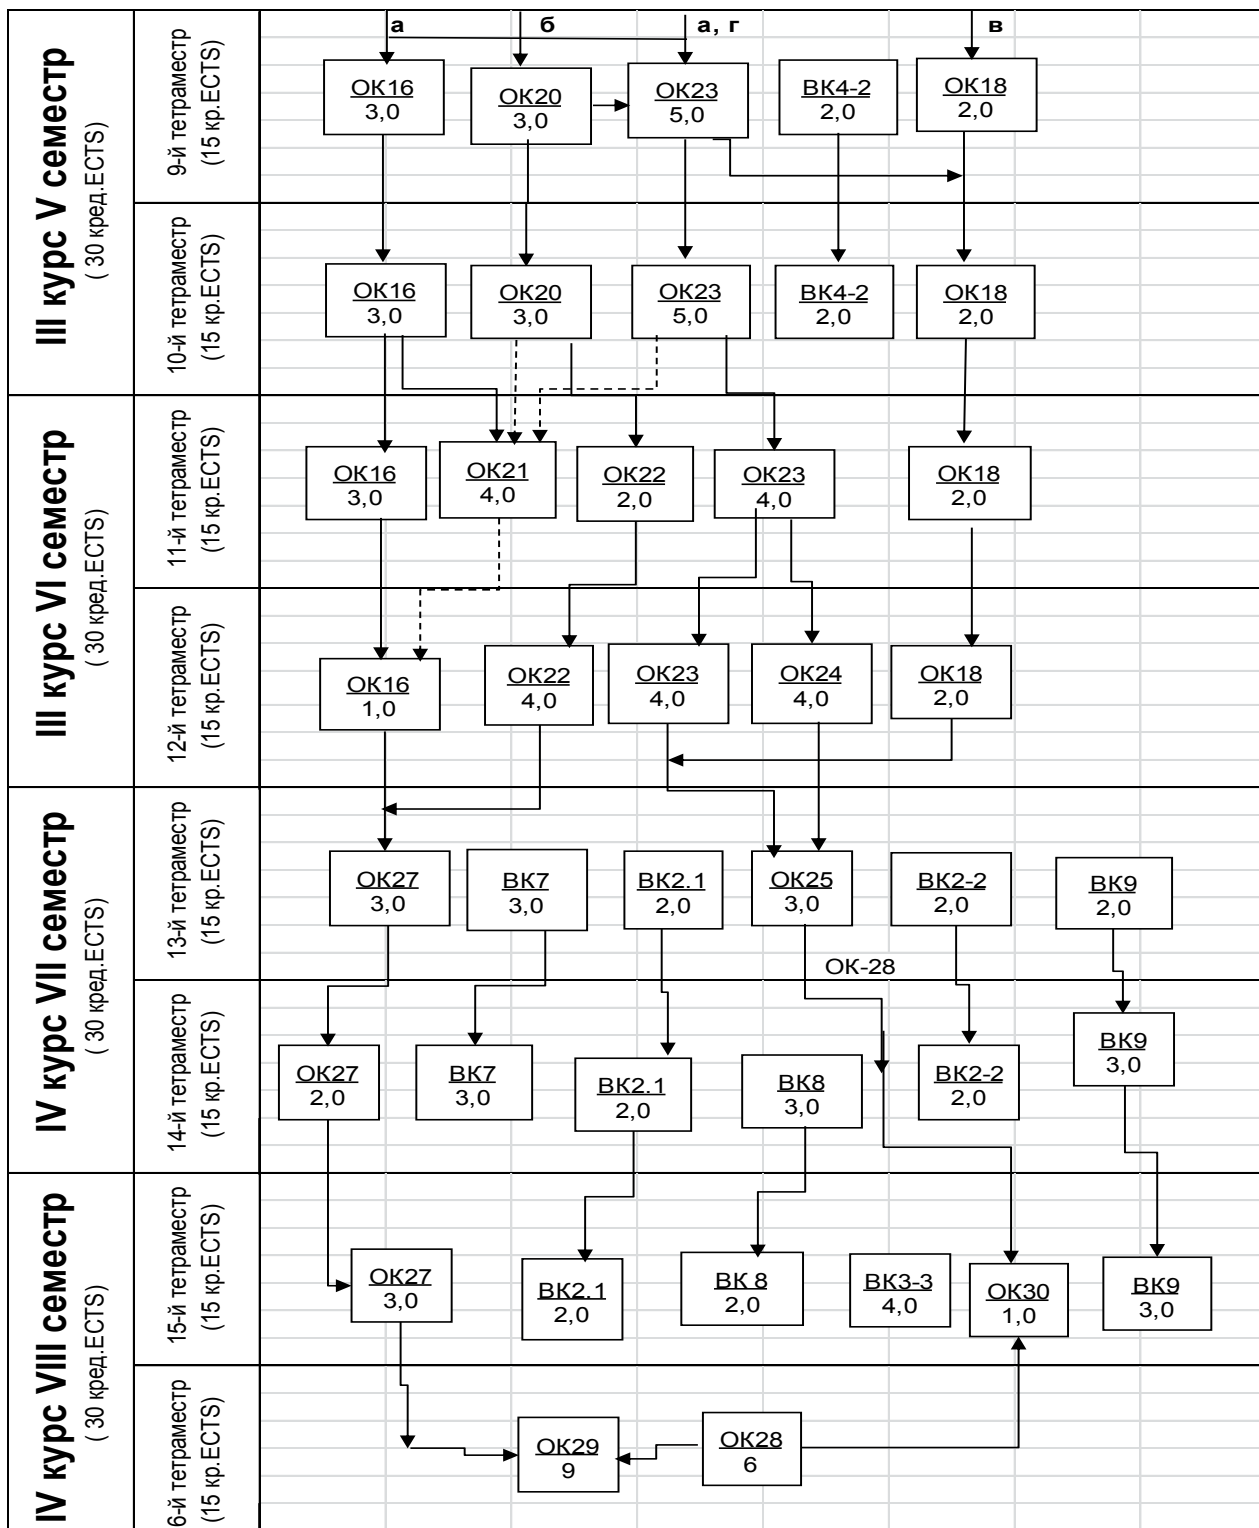 а
б
а, г
в
III курс V семестр
( 30 кред.ECTS)
9-й тетраместр
(15 кр.ECTS)
ОК16
3,0
ОК20
3,0
ОК23
5,0
ВК4-2
2,0
ОК18
2,0
10-й тетраместр
(15 кр.ECTS)
ОК16
3,0
ОК20
3,0
ОК23
5,0
ВК4-2
2,0
ОК18
2,0
III курс VI семестр
( 30 кред.ECTS)
11-й тетраместр
(15 кр.ECTS)
ОК16
3,0
ОК21
4,0
ОК22
2,0
ОК23
4,0
ОК18
2,0
12-й тетраместр
(15 кр.ECTS)
ОК16
1,0
ОК22
4,0
ОК23
4,0
ОК24
4,0
ОК18
2,0
IV курс VII семестр
( 30 кред.ECTS)
13-й тетраместр
(15 кр.ECTS)
ОК27
3,0
ВК7
3,0
ВК2.1
2,0
ОК25
3,0
ВК2-2
2,0
ВК9
2,0
ОК-28
14-й тетраместр
(15 кр.ECTS)
ОК27
2,0
ВК7
3,0
ВК2.1
2,0
ВК8
3,0
ВК2-2
2,0
ВК9
3,0
IV курс VIII семестр
( 30 кред.ECTS)
15-й тетраместр
(15 кр.ECTS)
ОК27
3,0
ВК2.1
2,0
ВК 8
2,0
ВК3-3
4,0
ОК30
1,0
ВК9
3,0
6-й тетраместр
(15 кр.ECTS)
ОК29
9
ОК28
6